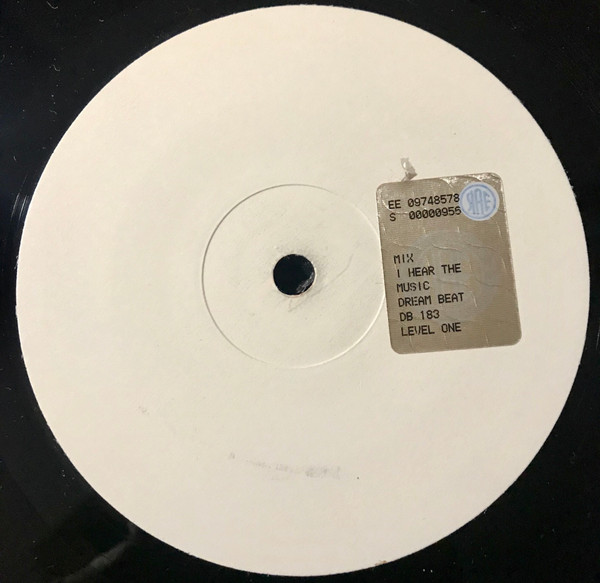 EE 09748578
S 00000956
MIX
I HEAR THE
MUSIC
DREAM BEAT
DB 183
LEVEL ONE